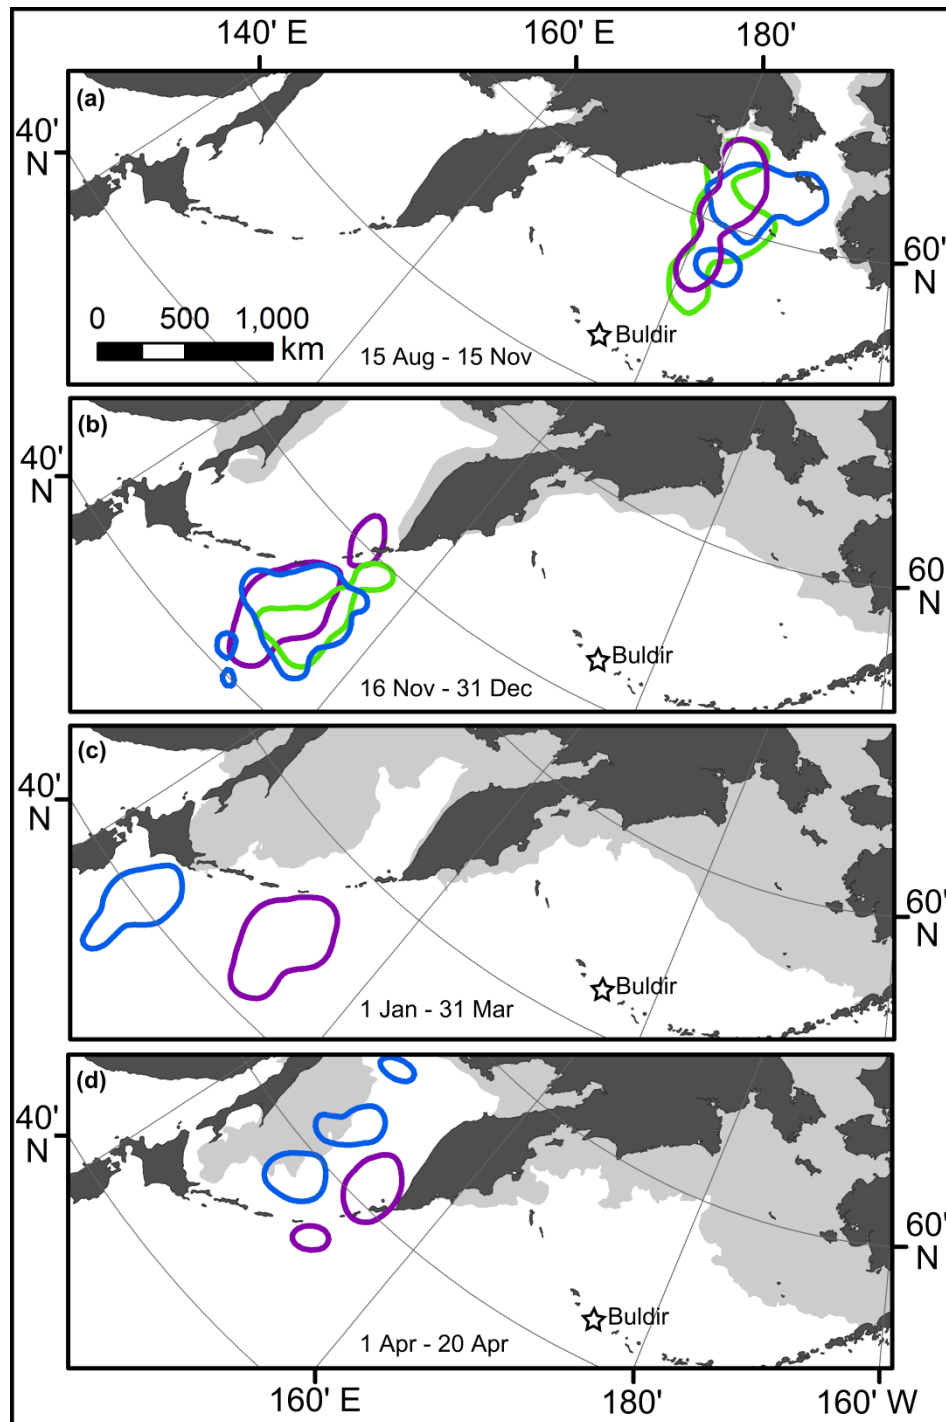 140' E 160' E 180'
(a)
40'
N
60'
N
0 500 1,000
km
Buldir
15 Aug - 15 Nov
(b)
40'
N
60'
N
Buldir
16 Nov - 31 Dec
(c)
40'
N
60'
N
Buldir
1 Jan - 31 Mar
(d)
40'
N
60'
N
Buldir
1 Apr - 20 Apr
160' E 180' 160' W